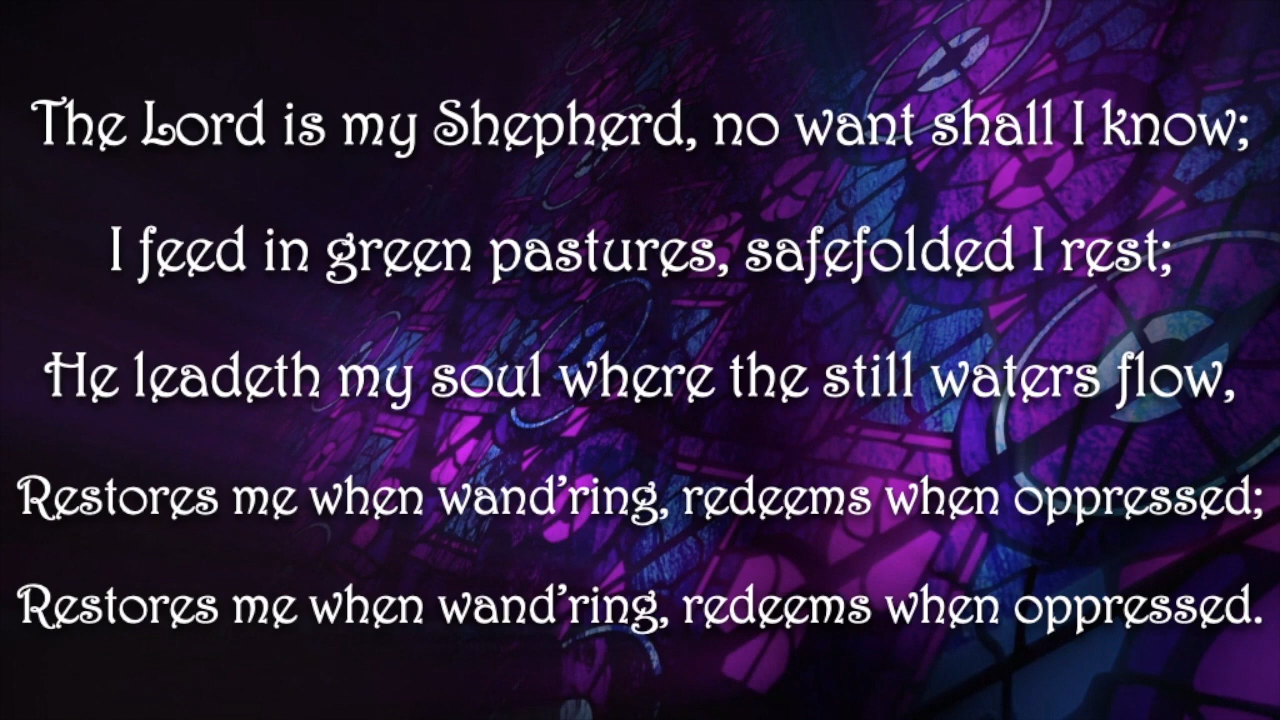 The Lord is my Shepherd, no want shall I know;
I feed in green pastures, safefolded I rest;
He leadeth my soul where the still waters flow,
Restores me when wand’ring, redeems when oppressed;
Restores me when wand’ring, redeems when oppressed.